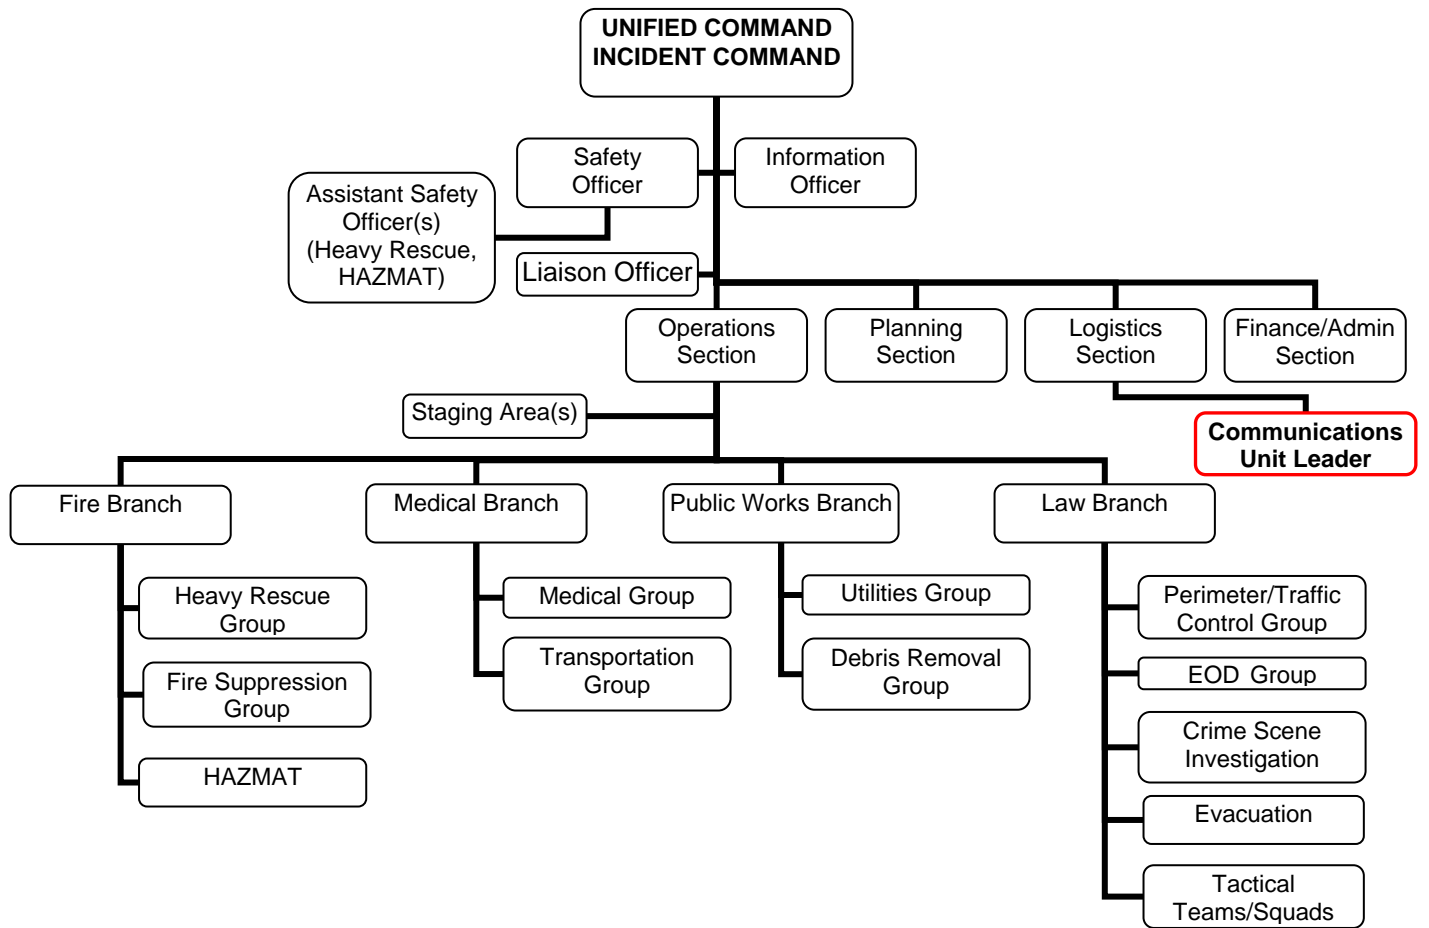 UNIFIED COMMAND
INCIDENT COMMAND
Safety
Officer
Information
Officer
Assistant Safety
Officer(s)
(Heavy Rescue,
HAZMAT)
Liaison Officer
Operations
Section
Planning
Section
Logistics
Section
Finance/Admin
Section
Staging Area(s)
Communications
Unit Leader
Fire Branch
Medical Branch
Public Works Branch
Law Branch
Heavy Rescue
Group
Fire Suppression
Group
HAZMAT
Medical Group
Transportation
Group
Utilities Group
Debris Removal
Group
Perimeter/Traffic
Control Group
EOD Group
Crime Scene
Investigation
Evacuation
Tactical
Teams/Squads